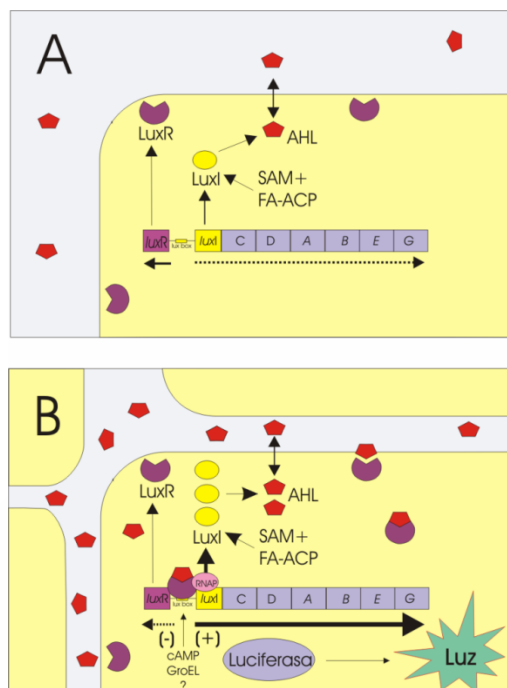 A
LuxR
AHL
LuxI
SAM+
FA-ACP
luxR
lux box
luxI
C
D
A
B
E
G
B
LuxR
AHL
LuxI
SAM+
FA-ACP
RNAP
luxR
lux box
luxI
C
D
A
B
E
G
(-)
(+)
cAMP
GroEL
?
Luciferasa
Luz